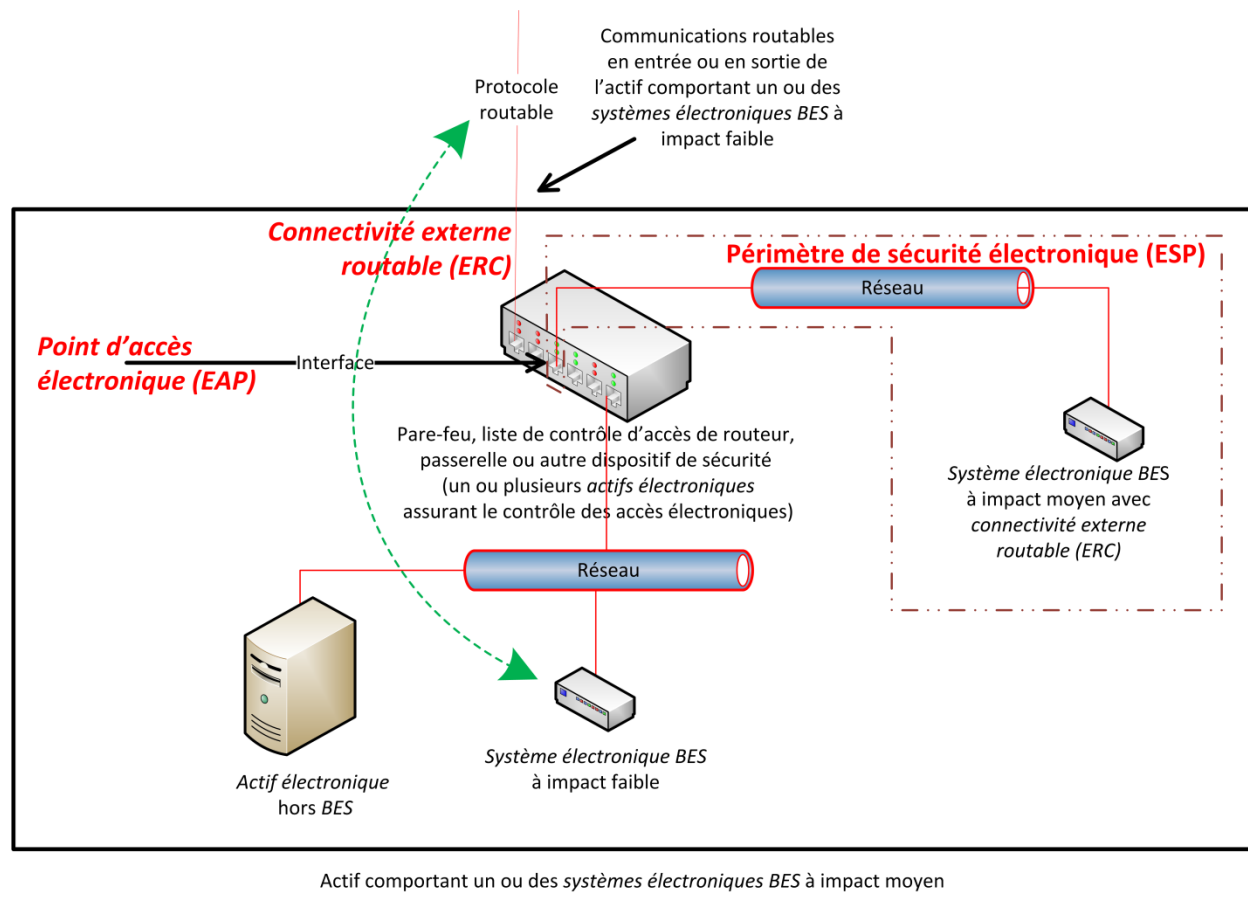 Communications routables
en entrée ou en sortie de
l'actif comportant un ou des
systèmes électroniques BES à
impact faible
Protocole
routable
Connectivité externe
routable (ERC)
Périmètre de sécurité électronique (ESP)
Réseau
Point d'accès
électronique (EAP)
Interface
Pare-feu, liste de contrôle d'accès de routeur,
passerelle ou autre dispositif de sécurité
(un ou plusieurs actifs électroniques
assurant le contrôle des accès électroniques)
Système électronique BES
à impact moyen avec
connectivité externe
routable (ERC)
Réseau
Système électronique BES
à impact faible
Actif électronique
hors BES
Actif comportant un ou des systèmes électroniques BES à impact moyen